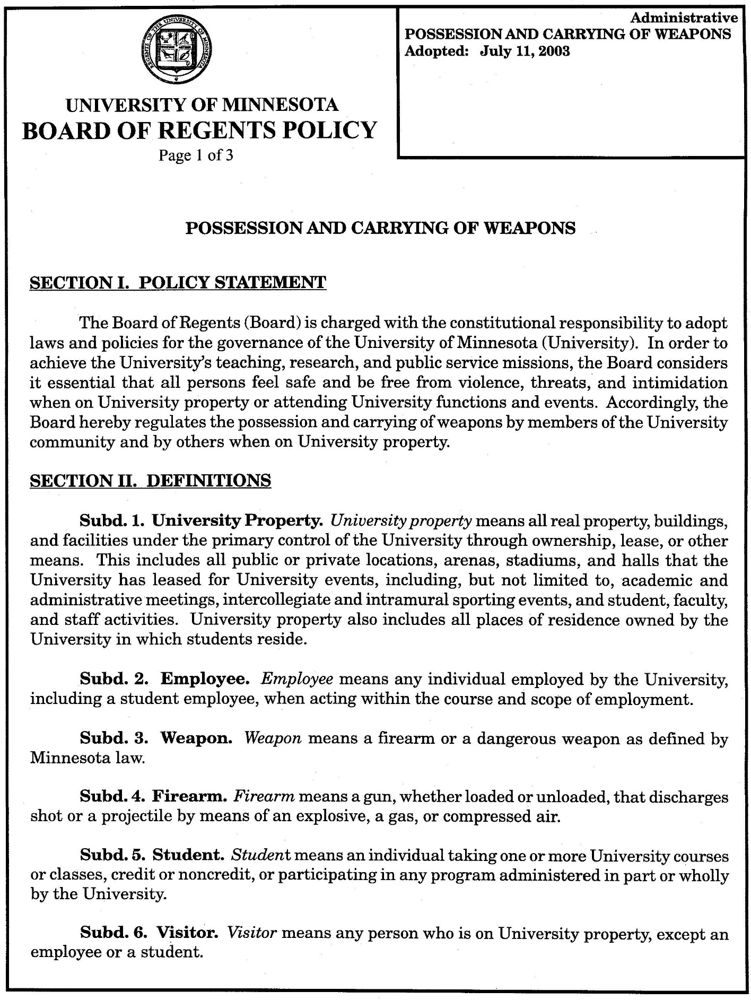 REGENTS OF THE UNIVERSITY OF MINNESOTA
UNIVERSITY OF MINNESOTA
BOARD OF REGENTS POLICY
Page 1 of 3
Administrative
POSSESSION AND CARRYING OF WEAPONS
Adopted: July 11, 2003
POSSESSION AND CARRYING OF WEAPONS
SECTION I. POLICY STATEMENT
The Board of Regents (Board) is charged with the constitutional responsibility to adopt
laws and policies for the governance of the University of Minnesota (University). In order to
achieve the University's teaching, research, and public service missions, the Board considers
it essential that all persons feel safe and be free from violence, threats, and intimidation
when on University property or attending University functions and events. Accordingly, the
Board hereby regulates the possession and carrying of weapons by members of the University
community and by others when on University property.
SECTION II. DEFINITIONS
Subd. 1. University Property. University property means all real property, buildings,
and facilities under the primary control of the University through ownership, lease, or other
means. This includes all public or private locations, arenas, stadiums, and halls that the
University has leased for University events, including, but not limited to, academic and
administrative meetings, intercollegiate and intramural sporting events, and student, faculty,
and staff activities. University property also includes all places of residence owned by the
University in which students reside.
Subd. 2. Employee. Employee means any individual employed by the University,
including a student employee, when acting within the course and scope of employment.
Subd. 3. Weapon. Weapon means a firearm or a dangerous weapon as defined by
Minnesota law.
Subd. 4. Firearm. Firearm means a gun, whether loaded or unloaded, that discharges
shot or a projectile by means of an explosive, a gas, or compressed air.
Subd. 5. Student. Student means an individual taking one or more University courses
or classes, credit or noncredit, or participating in any program administered in part or wholly
by the University.
Subd. 6. Visitor. Visitor means any person who is on University property, except an
employee or a student.